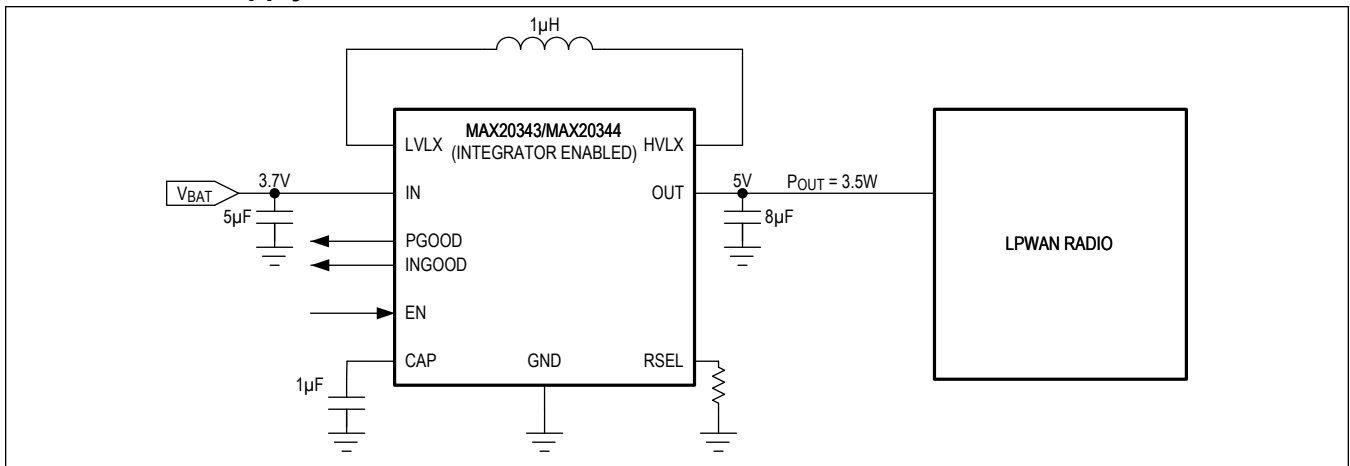 1µH
MAX20343/MAX20344
(INTEGRATOR ENABLED)
LVLX
HVLX
VBAT
3.7V
IN
OUT
5V
POUT = 3.5W
5µF
8µF
PGOOD
INGOOD
LPWAN RADIO
EN
CAP
GND
RSEL
1µF